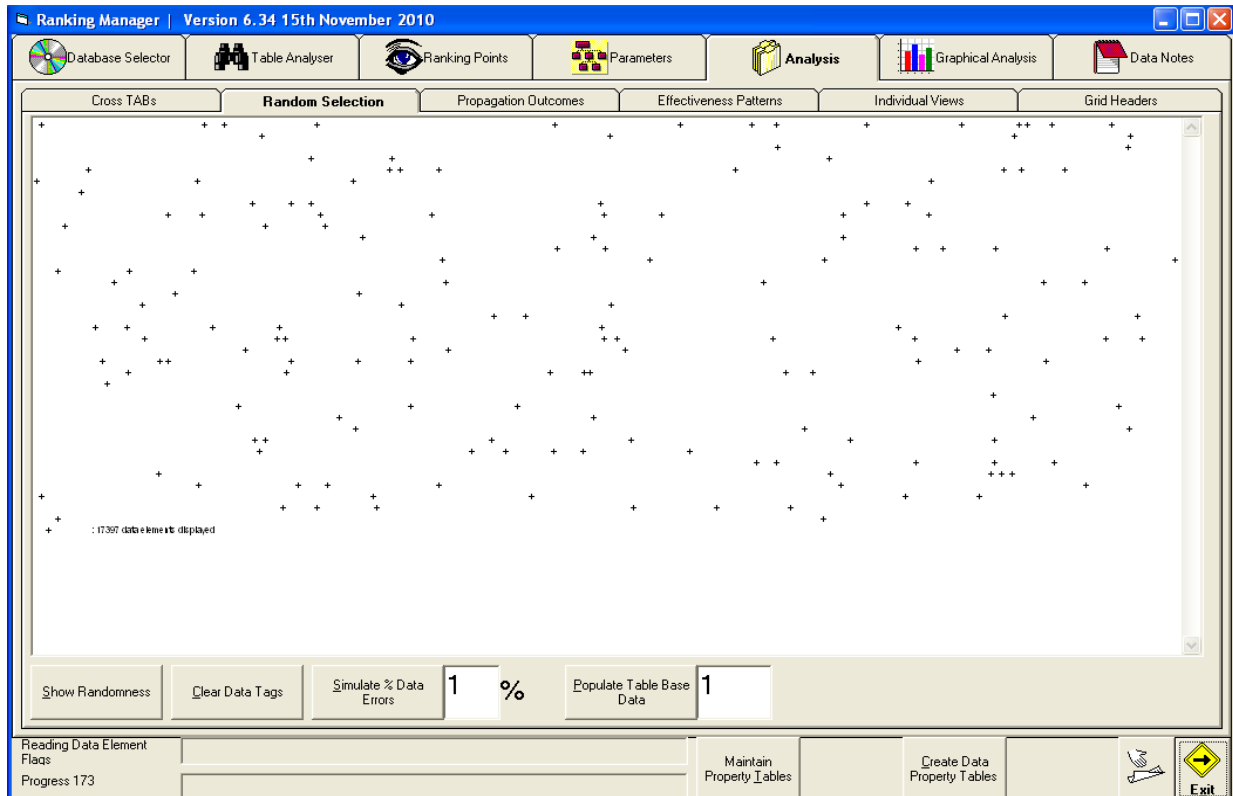 Ranking Manager | Version 6.34 15th November 2010
Database Selector Table Analyser Ranking Points Parameters Analysis Graphical Analysis Data Notes
Cross TABs Random Selection Propagation Outcomes Effectiveness Patterns Individual Views Grid Headers
: 17397 data elements displayed
Show Randomness Clear Data Tags Simulate % Data Errors 1 % Populate Table Base Data 1
Reading Data Element Flags
Progress 173
Maintain Property Tables Create Data Property Tables Exit